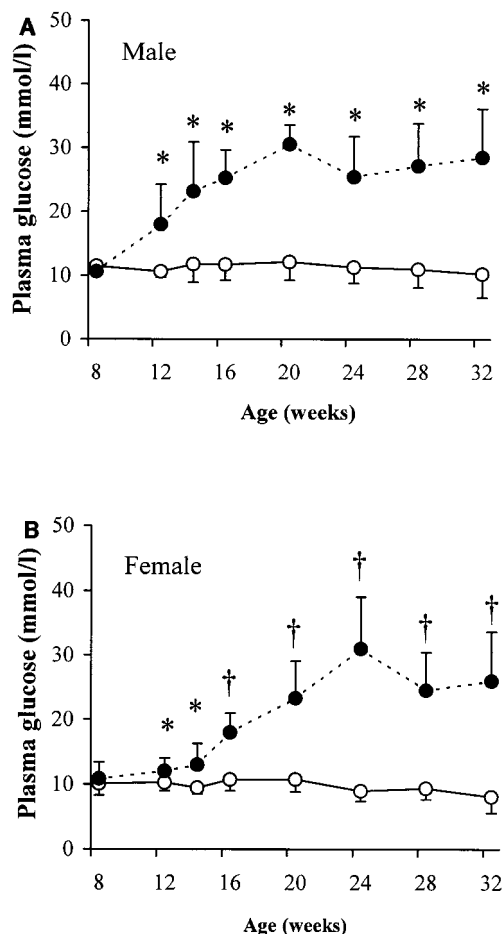 A
Male
Plasma glucose (mmol/l)
50
40
30
20
10
0
* * * * * * *
8 12 16 20 24 28 32
Age (weeks)
B
Female
Plasma glucose (mmol/l)
50
40
30
20
10
0
* * † † † † †
8 12 16 20 24 28 32
Age (weeks)